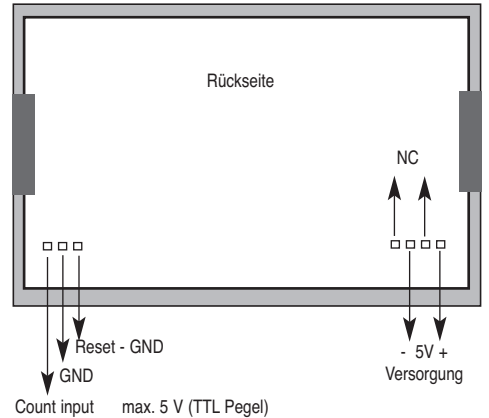 Rückseite
NC
Reset - GND
- 5V +
GND
Versorgung
Count input max. 5 V (TTL Pegel)